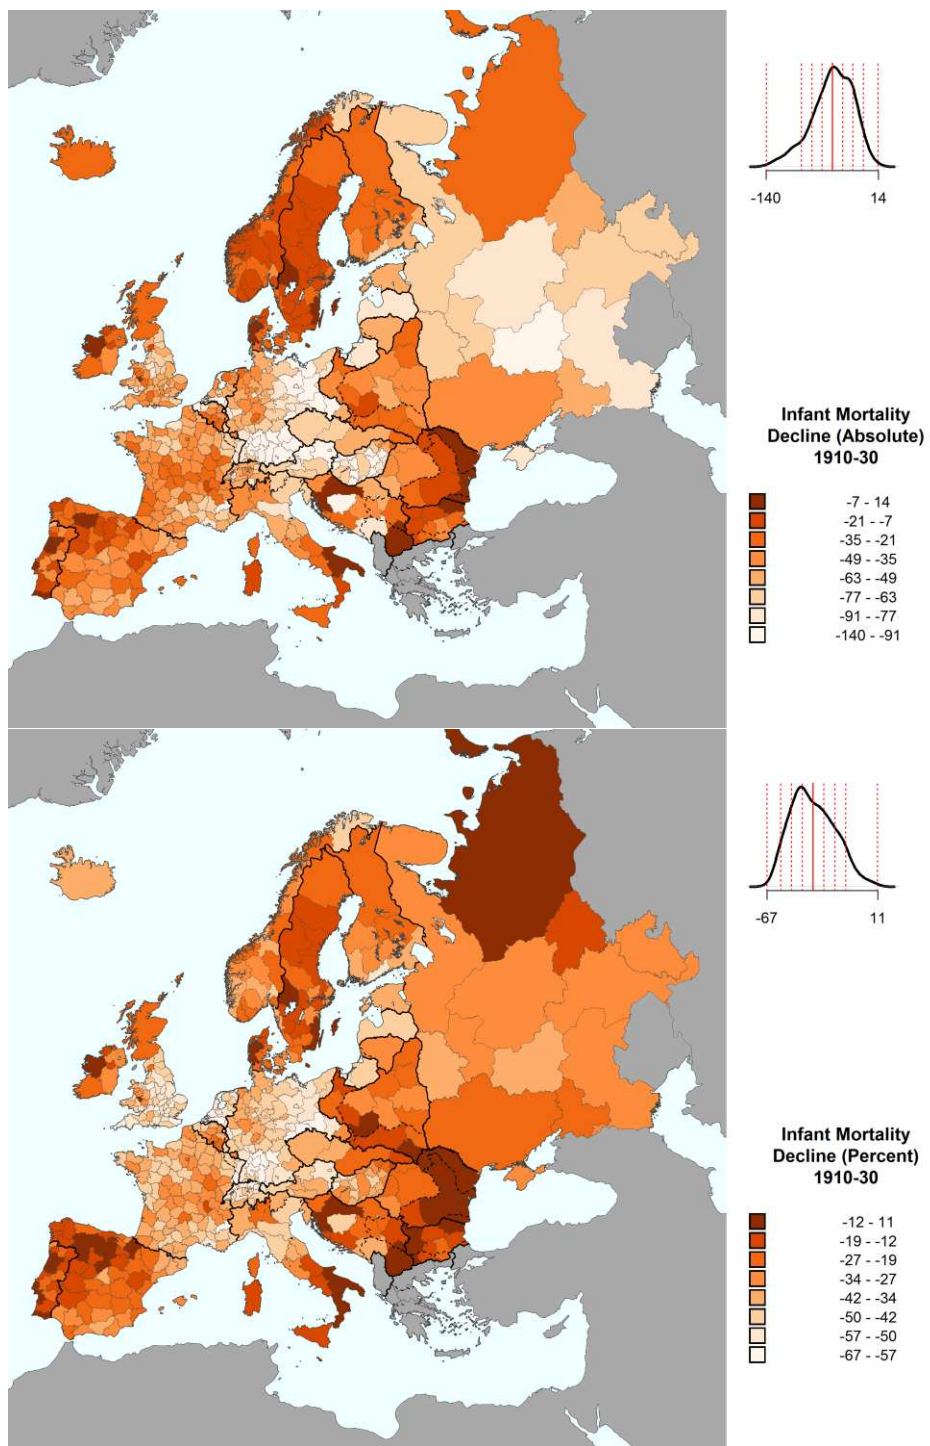 -140 14
Infant Mortality
Decline (Absolute)
1910-30
-7 - 14
-21 - -7
-35 - -21
-49 - -35
-63 - -49
-77 - -63
-91 - -77
-140 - -91
-67 11
Infant Mortality
Decline (Percent)
1910-30
-12 - 11
-19 - -12
-27 - -19
-34 - -27
-42 - -34
-50 - -42
-57 - -50
-67 - -57